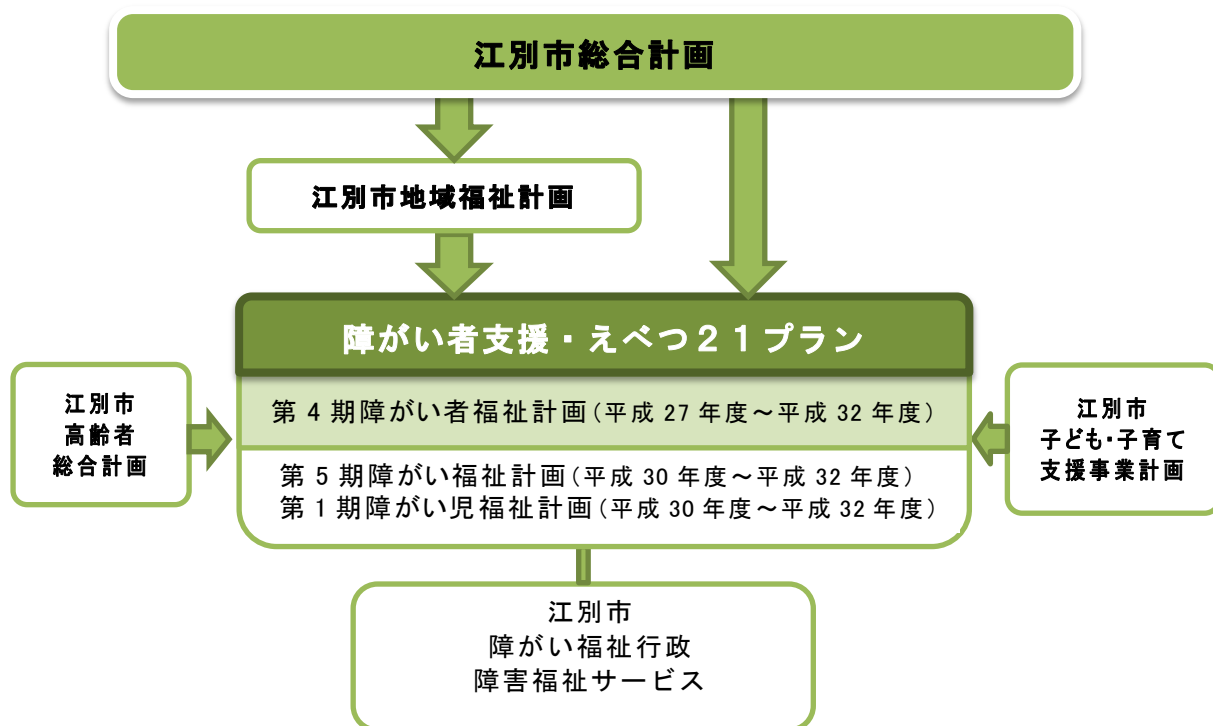 江別市総合計画
江別市地域福祉計画
障がい者支援・えべつ２１プラン
江別市
高齢者
総合計画
第４期障がい者福祉計画（平成 27 年度～平成 32 年度）
第５期障がい福祉計画（平成 30 年度～平成 32 年度）
第１期障がい児福祉計画（平成 30 年度～平成 32 年度）
江別市
子ども・子育て
支援事業計画
江別市
障がい福祉行政
障害福祉サービス